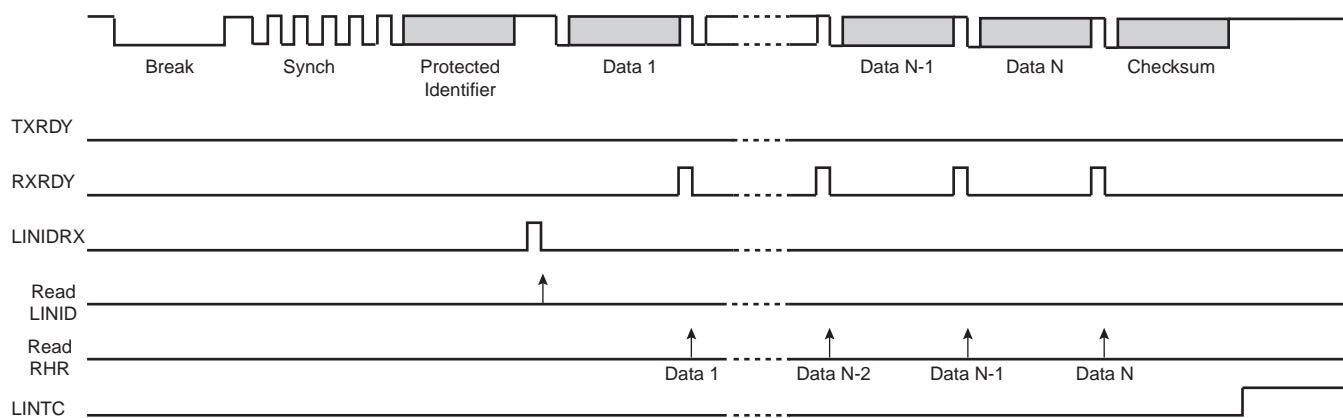 Break Synch Protected Data 1 Data N-1 Data N Checksum
Identifier
TXRDY
RXRDY
LINIDRX
Read
LINID
Read
RHR
Data 1 Data N-2 Data N-1 Data N
LINTC